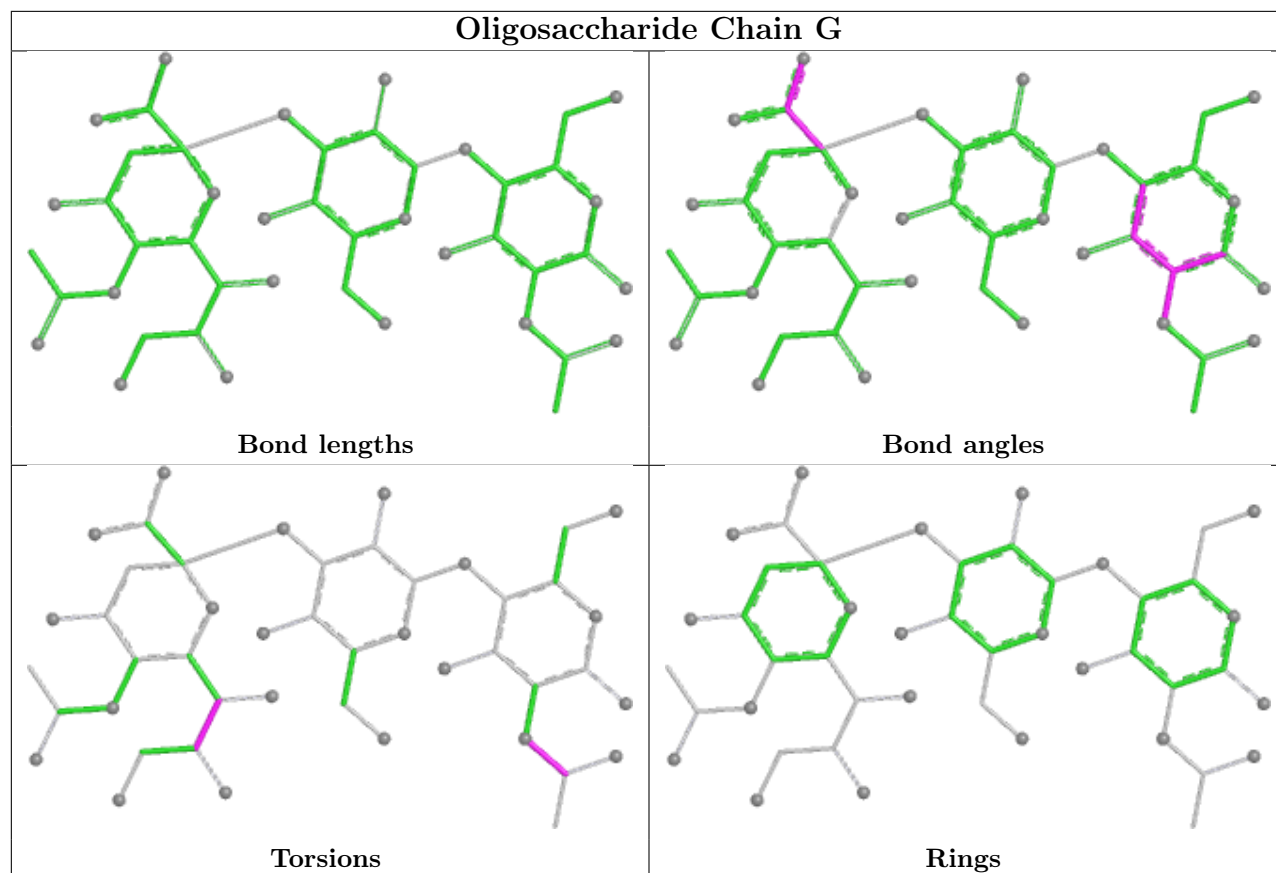 Oligosaccharide Chain G
Bond lengths
Bond angles
Torsions
Rings